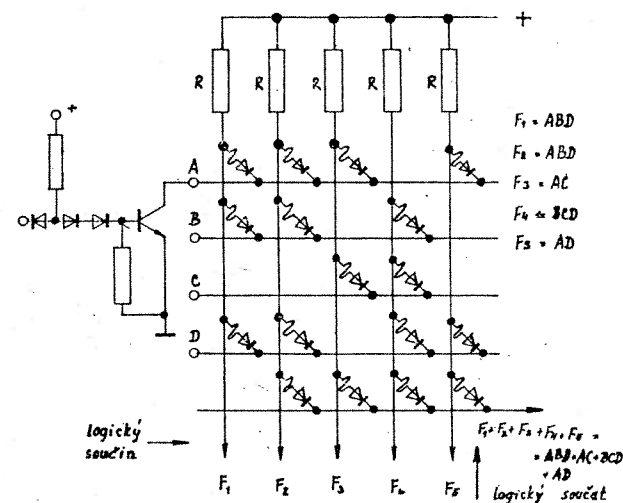 +
+
R R R R R
F₁ = ABD
F₂ = ABD
A
F₃ = AC
B
F₄ = BCD
F₅ = AD
C
D
F₁+F₂+F₃+F₄+F₅ =
= ABD+AC+BCD
+ AD
logický
součin
F₁ F₂ F₃ F₄ F₅
logický součat